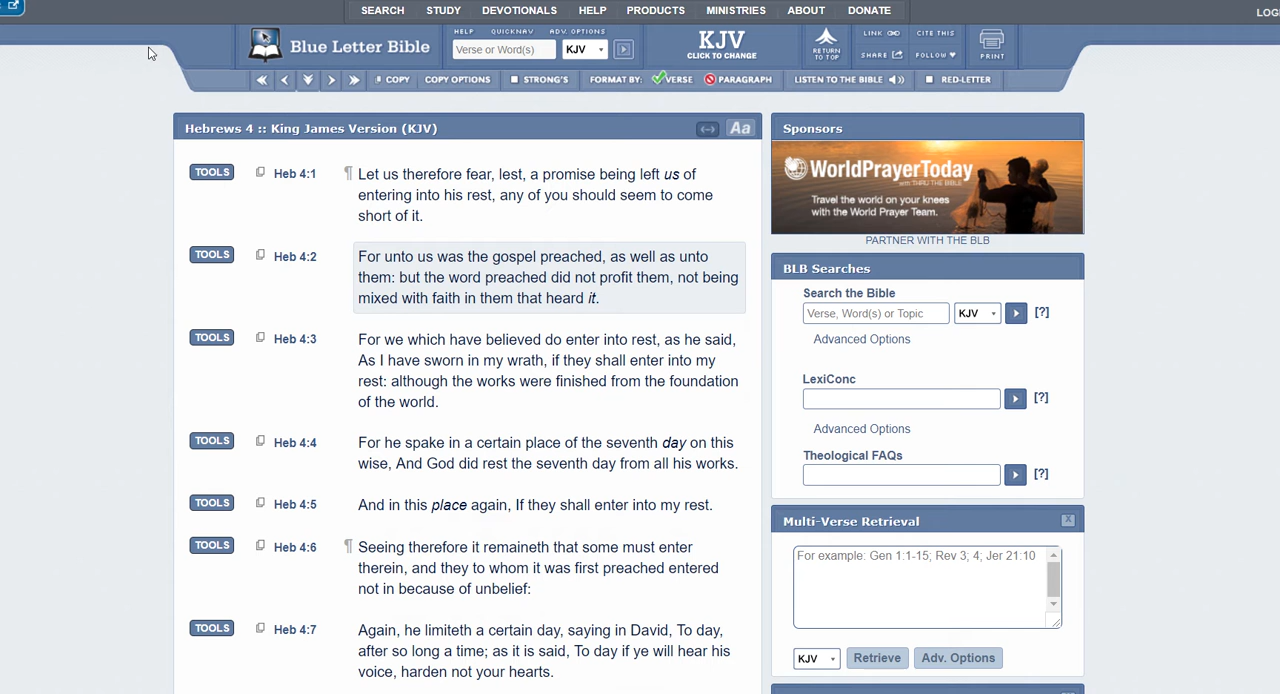 SEARCH STUDY DEVOTIONALS HELP PRODUCTS MINISTRIES ABOUT DONATE
Blue Letter Bible
HELP QUICKNAV ADV. OPTIONS
Verse or Word(s) KJV
KJV
CLICK TO CHANGE
RETURN
TO TOP
LINK CITE THIS
SHARE FOLLOW
PRINT
COPY COPY OPTIONS STRONG'S FORMAT BY: VERSE PARAGRAPH LISTEN TO THE BIBLE RED-LETTER
Hebrews 4 :: King James Version (KJV)
Aa
TOOLS Heb 4:1 ¶ Let us therefore fear, lest, a promise being left us of
entering into his rest, any of you should seem to come
short of it.
TOOLS Heb 4:2 For unto us was the gospel preached, as well as unto
them: but the word preached did not profit them, not being
mixed with faith in them that heard it.
TOOLS Heb 4:3 For we which have believed do enter into rest, as he said,
As I have sworn in my wrath, if they shall enter into my
rest: although the works were finished from the foundation
of the world.
TOOLS Heb 4:4 For he spake in a certain place of the seventh day on this
wise, And God did rest the seventh day from all his works.
TOOLS Heb 4:5 And in this place again, If they shall enter into my rest.
TOOLS Heb 4:6 ¶ Seeing therefore it remaineth that some must enter
therein, and they to whom it was first preached entered
not in because of unbelief:
TOOLS Heb 4:7 Again, he limiteth a certain day, saying in David, To day,
after so long a time; as it is said, To day if ye will hear his
voice, harden not your hearts.
Sponsors
WorldPrayerToday
with THRU THE BIBLE
Travel the world on your knees
with the World Prayer Team.
PARTNER WITH THE BLB
BLB Searches
Search the Bible
Verse, Word(s) or Topic KJV [?]
Advanced Options
LexiConc
[?]
Advanced Options
Theological FAQs
[?]
Multi-Verse Retrieval X
For example: Gen 1:1-15; Rev 3; 4; Jer 21:10
KJV Retrieve Adv. Options